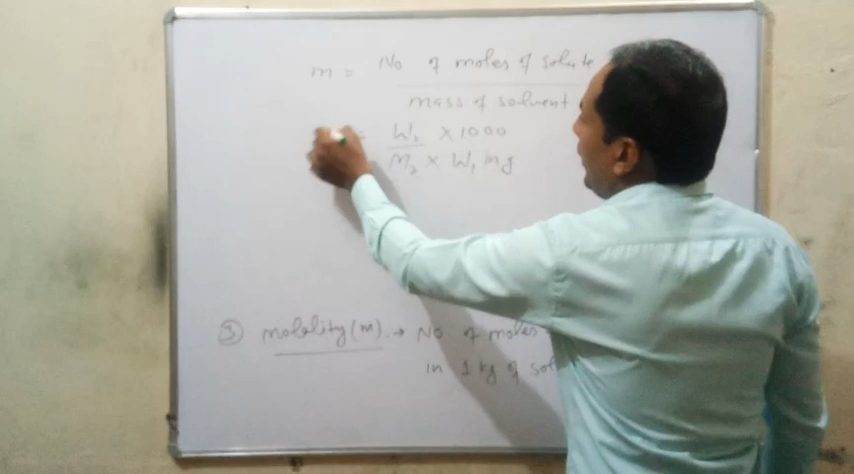 m = No of moles of solute
mass of solvent
= W₂ × 1000
M₂ × W₁ in g
③ Molality (m) → No of moles
in 1 kg of sol